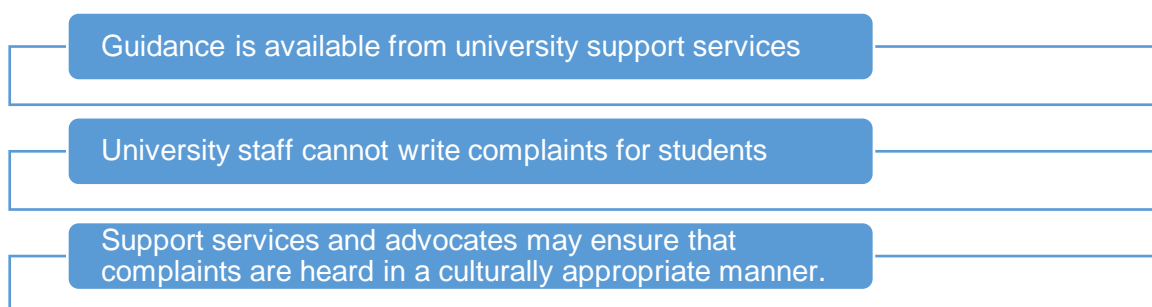 Guidance is available from university support services
University staff cannot write complaints for students
Support services and advocates may ensure that
complaints are heard in a culturally appropriate manner.